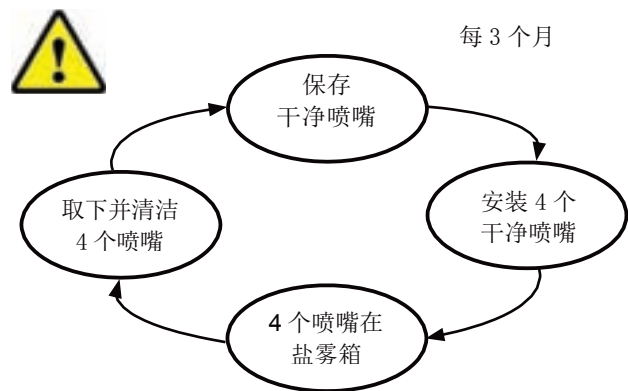 每 3 个月
保存
干净喷嘴
安装 4 个
干净喷嘴
4 个喷嘴在
盐雾箱
取下并清洁
4 个喷嘴